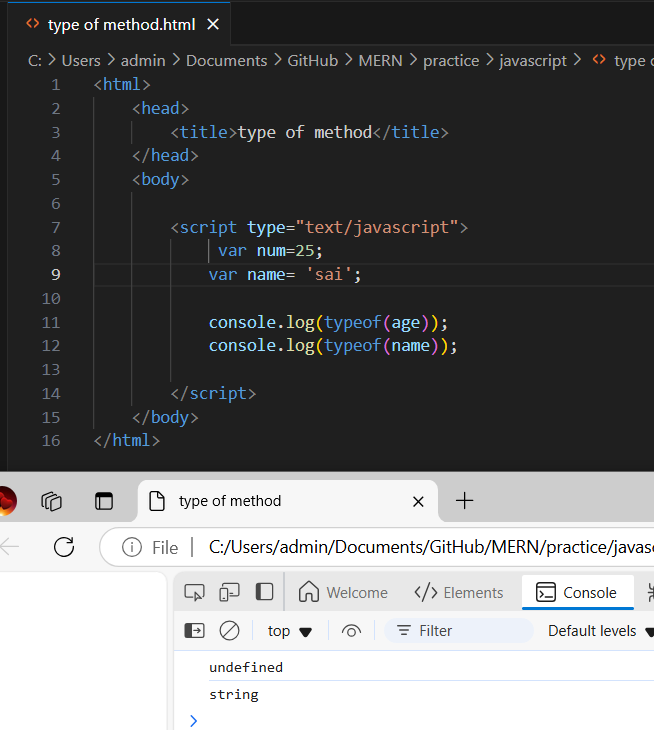 <> type of method.html ×
C: > Users > admin > Documents > GitHub > MERN > practice > javascript > <> type o
1 <html>
2 <head>
3 <title>type of method</title>
4 </head>
5 <body>
6
7 <script type="text/javascript">
8 var num=25;
9 var name= 'sai';
10
11 console.log(typeof(age));
12 console.log(typeof(name));
13
14 </script>
15 </body>
16 </html>
type of method
File | C:/Users/admin/Documents/GitHub/MERN/practice/javas
Welcome </> Elements Console
top Filter Default levels
undefined
string
>